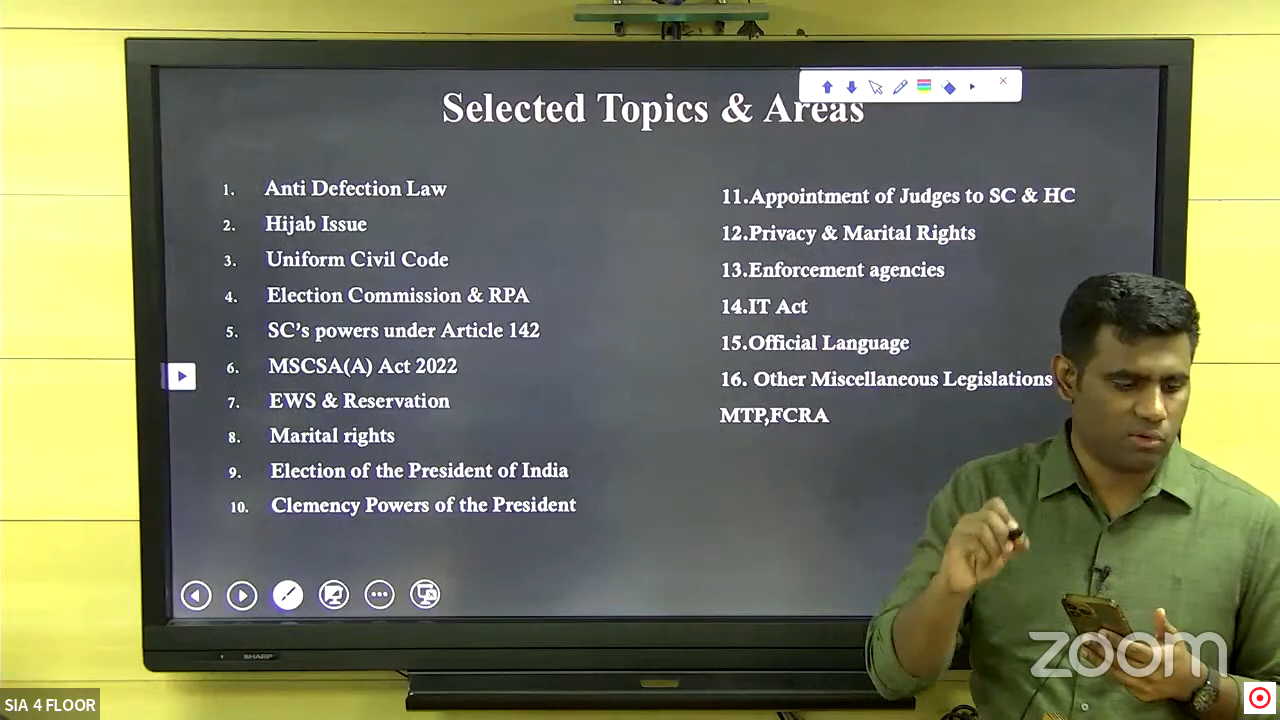 Selected Topics & Areas
1. Anti Defection Law
2. Hijab Issue
3. Uniform Civil Code
4. Election Commission & RPA
5. SC's powers under Article 142
6. MSCSA(A) Act 2022
7. EWS & Reservation
8. Marital rights
9. Election of the President of India
10. Clemency Powers of the President
11.Appointment of Judges to SC & HC
12.Privacy & Marital Rights
13.Enforcement agencies
14.IT Act
15.Official Language
16. Other Miscellaneous Legislations
MTP,FCRA
SHARP
zoom
SIA 4 FLOOR